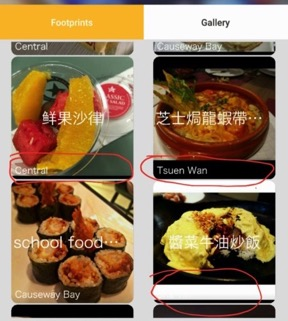 Footprints
Gallery
Central
Causeway Bay
鮮果沙律
芝士焗龍蝦帶…
Central
Tsuen Wan
school food…
醬菜牛油炒飯
Causeway Bay